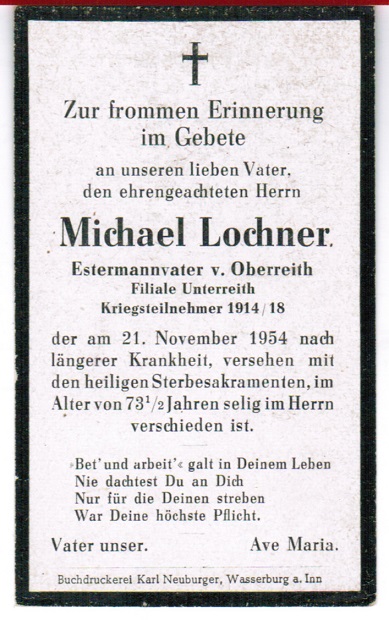 Zur frommen Erinnerung
im Gebete
an unseren lieben Vater,
den ehrengeachteten Herrn
Michael Lochner,
Estermannvater v. Oberreith
Filiale Unterreith
Kriegsteilnehmer 1914/18
der am 21. November 1954 nach
längerer Krankheit, versehen mit
den heiligen Sterbesakramenten, im
Alter von 73½ Jahren selig im Herrn
verschieden ist.
»Bet' und arbeit'« galt in Deinem Leben
Nie dachtest Du an Dich
Nur für die Deinen streben
War Deine höchste Pflicht.
Vater unser. Ave Maria.
Buchdruckerei Karl Neuburger, Wasserburg a. Inn